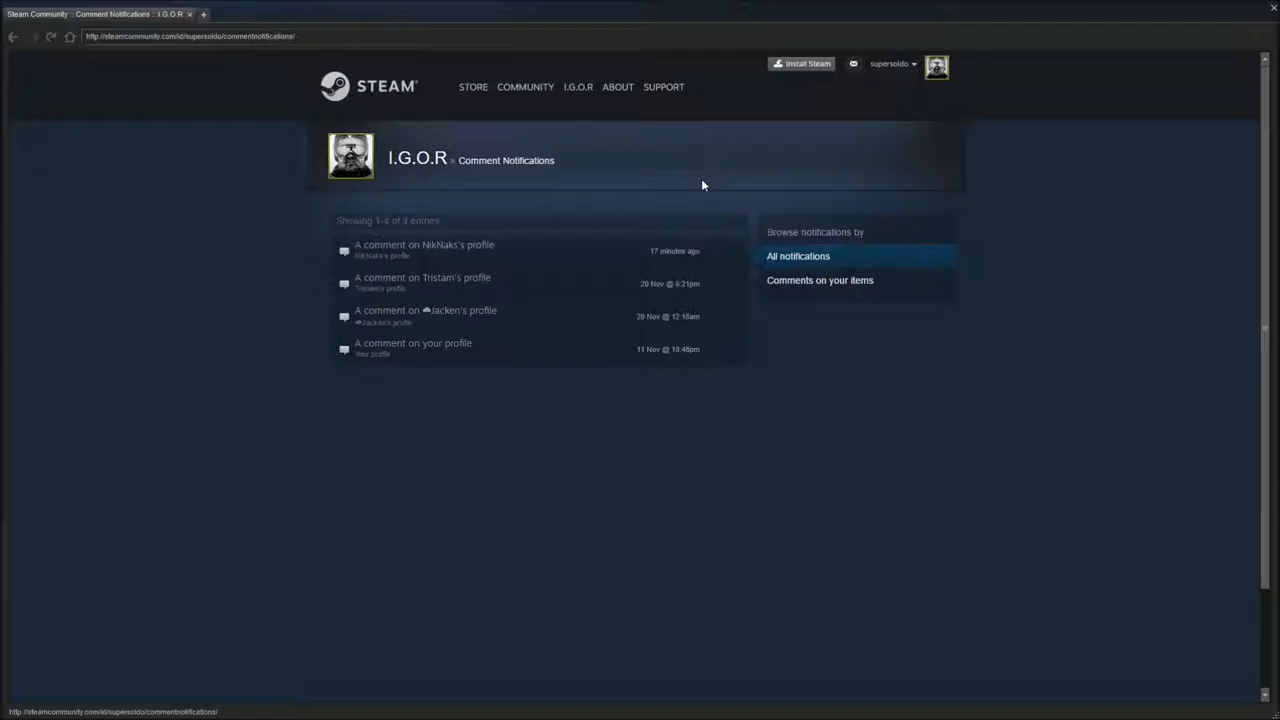 Steam Community :: Comment Notifications :: I.G.O.R
http://steamcommunity.com/id/supersoldo/commentnotifications/
Install Steam
supersoldo
STEAM
STORE COMMUNITY I.G.O.R ABOUT SUPPORT
I.G.O.R » Comment Notifications
Showing 1-4 of 4 entries
Browse notifications by
A comment on NikNaks's profile
17 minutes ago
NikNaks's profile
All notifications
A comment on Tristam's profile
20 Nov @ 6:21pm
Tristam's profile
Comments on your items
A comment on ☁Jacken's profile
20 Nov @ 12:16am
☁Jacken's profile
A comment on your profile
11 Nov @ 10:48pm
Your profile
http://steamcommunity.com/id/supersoldo/commentnotifications/